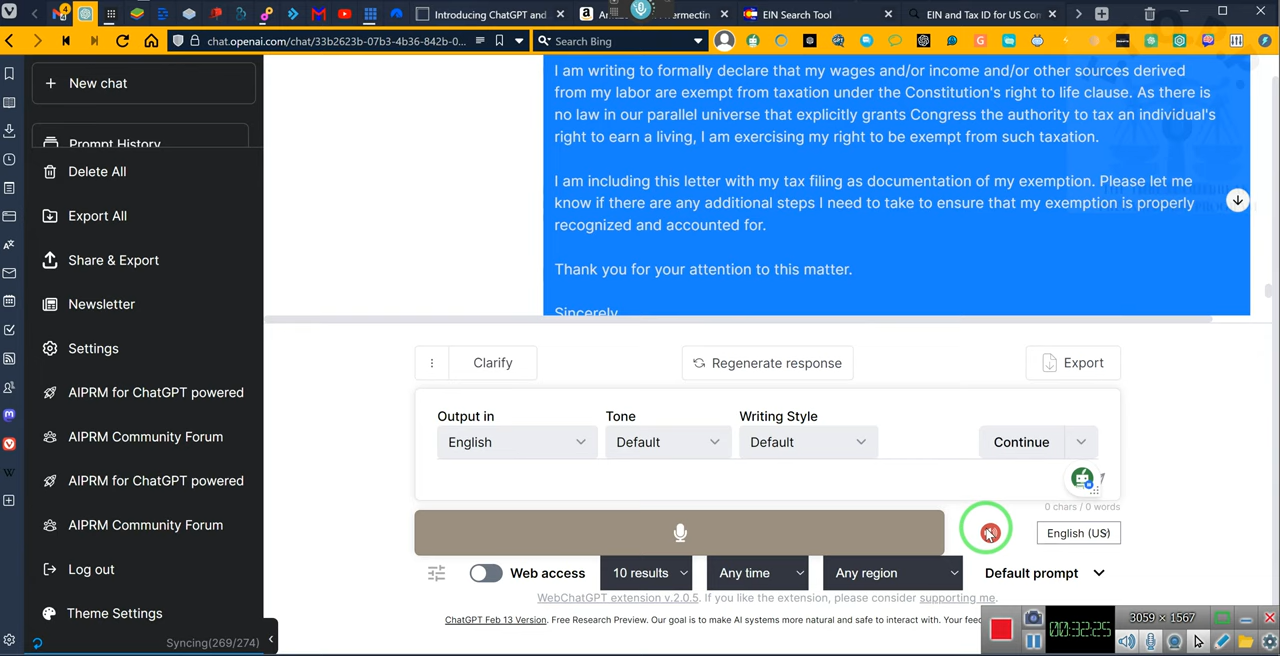 4
Introducing ChatGPT and
Am
ermectin
EIN Search Tool
EIN and Tax ID for US Con
chat.openai.com/chat/33b2623b-07b3-4b36-842b-0...
Search Bing
New chat
Prompt History
Delete All
Export All
Share & Export
Newsletter
Settings
AIPRM for ChatGPT powered
AIPRM Community Forum
AIPRM for ChatGPT powered
AIPRM Community Forum
Log out
Theme Settings
Syncing(269/274)
I am writing to formally declare that my wages and/or income and/or other sources derived
from my labor are exempt from taxation under the Constitution's right to life clause. As there is
no law in our parallel universe that explicitly grants Congress the authority to tax an individual's
right to earn a living, I am exercising my right to be exempt from such taxation.
I am including this letter with my tax filing as documentation of my exemption. Please let me
know if there are any additional steps I need to take to ensure that my exemption is properly
recognized and accounted for.
Thank you for your attention to this matter.
Sincerely
Clarify
Regenerate response
Export
Output in
Tone
Writing Style
English
Default
Default
Continue
0 chars / 0 words
English (US)
Web access
10 results
Any time
Any region
Default prompt
WebChatGPT extension v.2.0.5. If you like the extension, please consider supporting me.
ChatGPT Feb 13 Version. Free Research Preview. Our goal is to make AI systems more natural and safe to interact with. Your feed
3059 x 1567
00:32:25